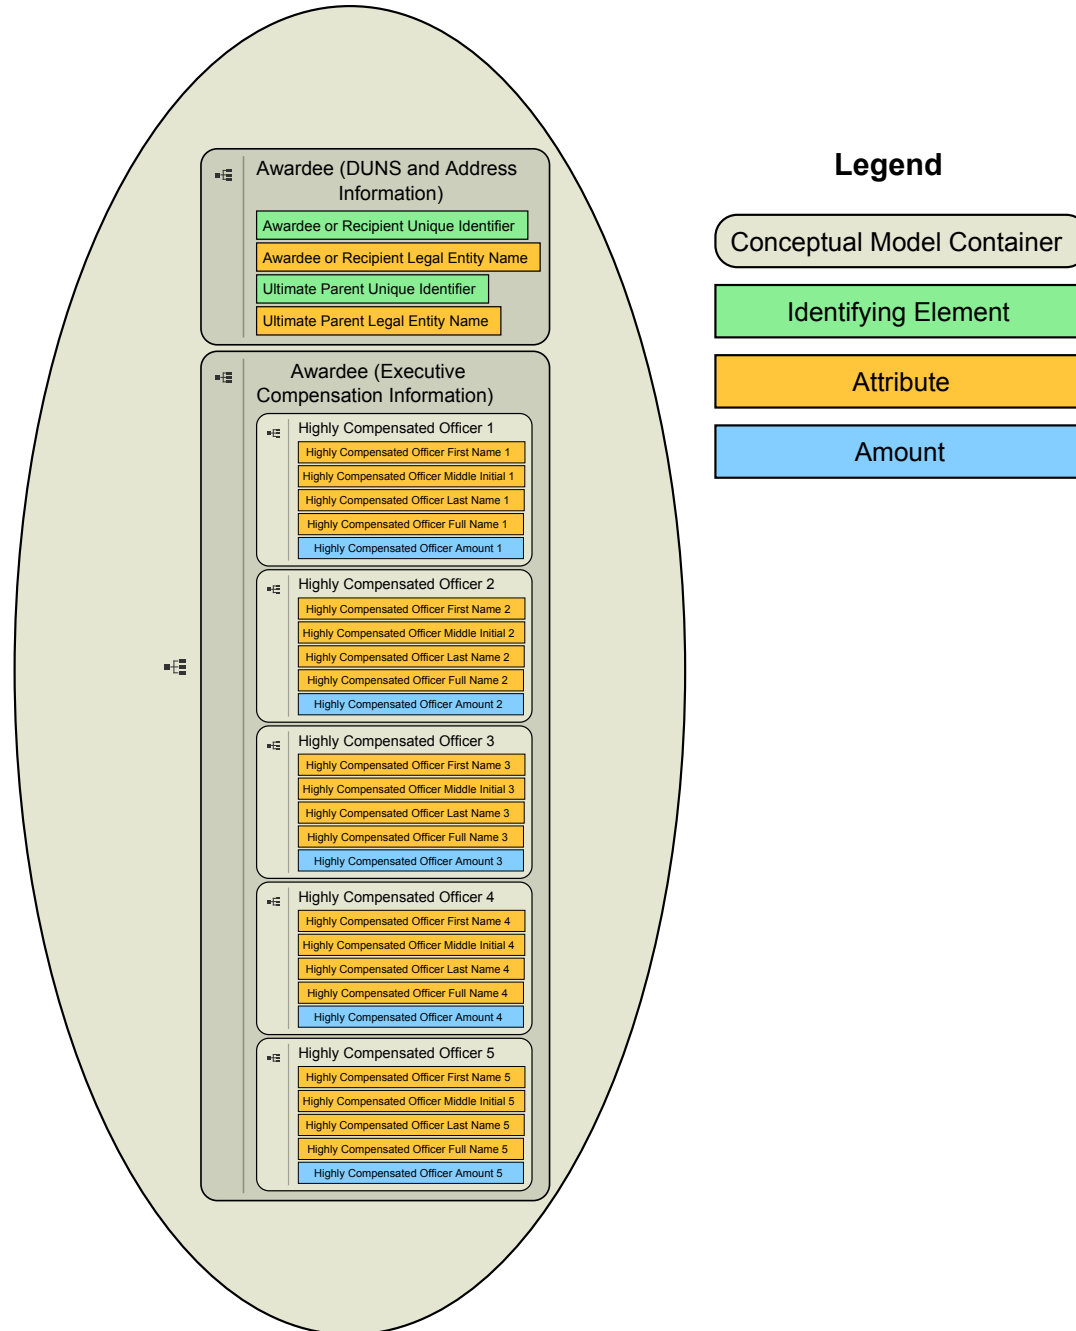 Awardee (DUNS and Address
Information)
Awardee or Recipient Unique Identifier
Awardee or Recipient Legal Entity Name
Ultimate Parent Unique Identifier
Ultimate Parent Legal Entity Name
Awardee (Executive
Compensation Information)
Highly Compensated Officer 1
Highly Compensated Officer First Name 1
Highly Compensated Officer Middle Initial 1
Highly Compensated Officer Last Name 1
Highly Compensated Officer Full Name 1
Highly Compensated Officer Amount 1
Highly Compensated Officer 2
Highly Compensated Officer First Name 2
Highly Compensated Officer Middle Initial 2
Highly Compensated Officer Last Name 2
Highly Compensated Officer Full Name 2
Highly Compensated Officer Amount 2
Highly Compensated Officer 3
Highly Compensated Officer First Name 3
Highly Compensated Officer Middle Initial 3
Highly Compensated Officer Last Name 3
Highly Compensated Officer Full Name 3
Highly Compensated Officer Amount 3
Highly Compensated Officer 4
Highly Compensated Officer First Name 4
Highly Compensated Officer Middle Initial 4
Highly Compensated Officer Last Name 4
Highly Compensated Officer Full Name 4
Highly Compensated Officer Amount 4
Highly Compensated Officer 5
Highly Compensated Officer First Name 5
Highly Compensated Officer Middle Initial 5
Highly Compensated Officer Last Name 5
Highly Compensated Officer Full Name 5
Highly Compensated Officer Amount 5
Legend
Conceptual Model Container
Identifying Element
Attribute
Amount